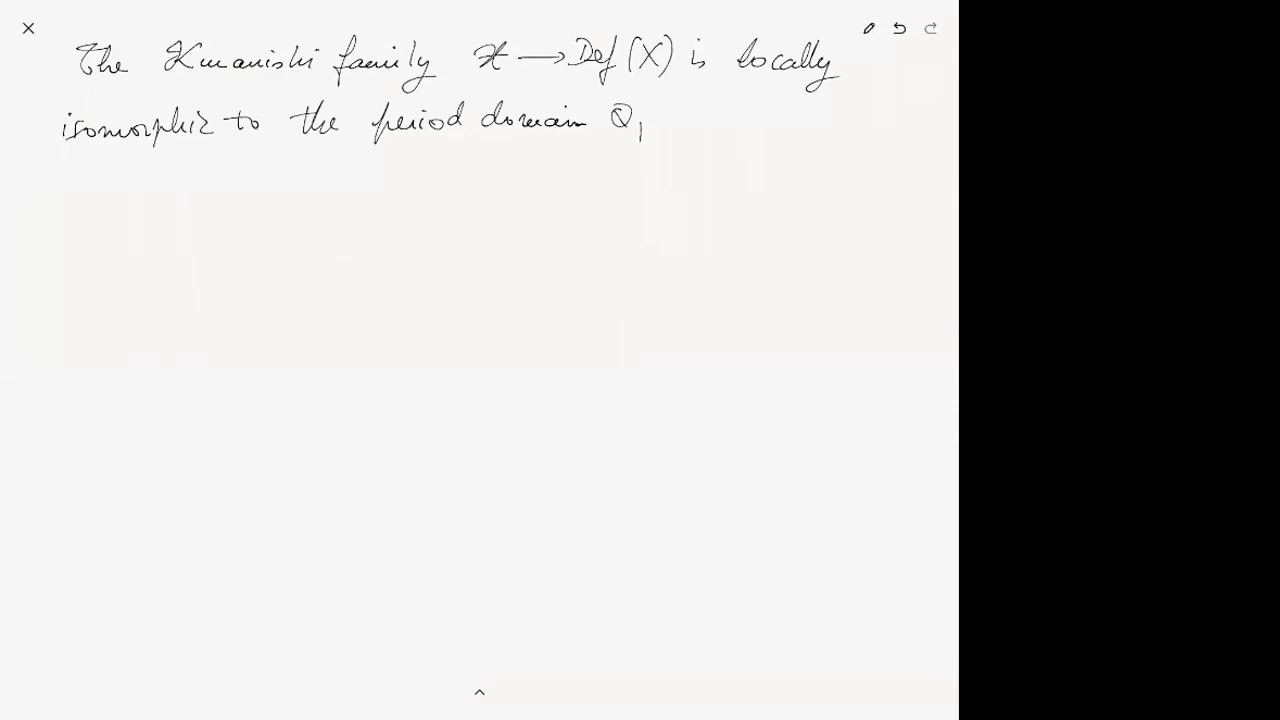 The Kuranishi family 𝒳 → Def(X) is locally
isomorphic to the period domain Q,